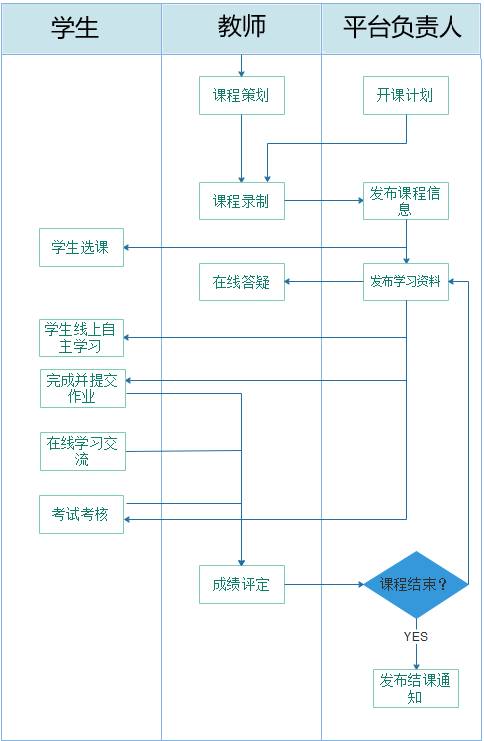 学生
教师
平台负责人
课程策划
开课计划
课程录制
发布课程信
息
学生选课
在线答疑
发布学习资料
学生线上自
主学习
完成并提交
作业
在线学习交
流
考试考核
成绩评定
课程结束?
YES
发布结课通
知